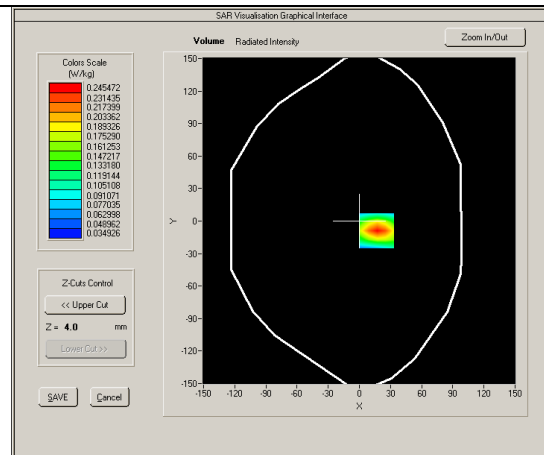 SAR Visualisation Graphical Interface
Volume Radiated Intensity
Zoom In/Out
Colors Scale
(W/kg)
0.245472
0.231435
0.217399
0.203362
0.189326
0.175290
0.161253
0.147217
0.133180
0.119144
0.105108
0.091071
0.077035
0.062998
0.048962
0.034926
Z-Cuts Control
<< Upper Cut
Z = 4.0 mm
Lower Cut >>
SAVE Cancel
150
120
90
60
30
0
-30
-60
-90
-120
-150
Y
-150 -120 -90 -60 -30 0 30 60 90 120 150
X